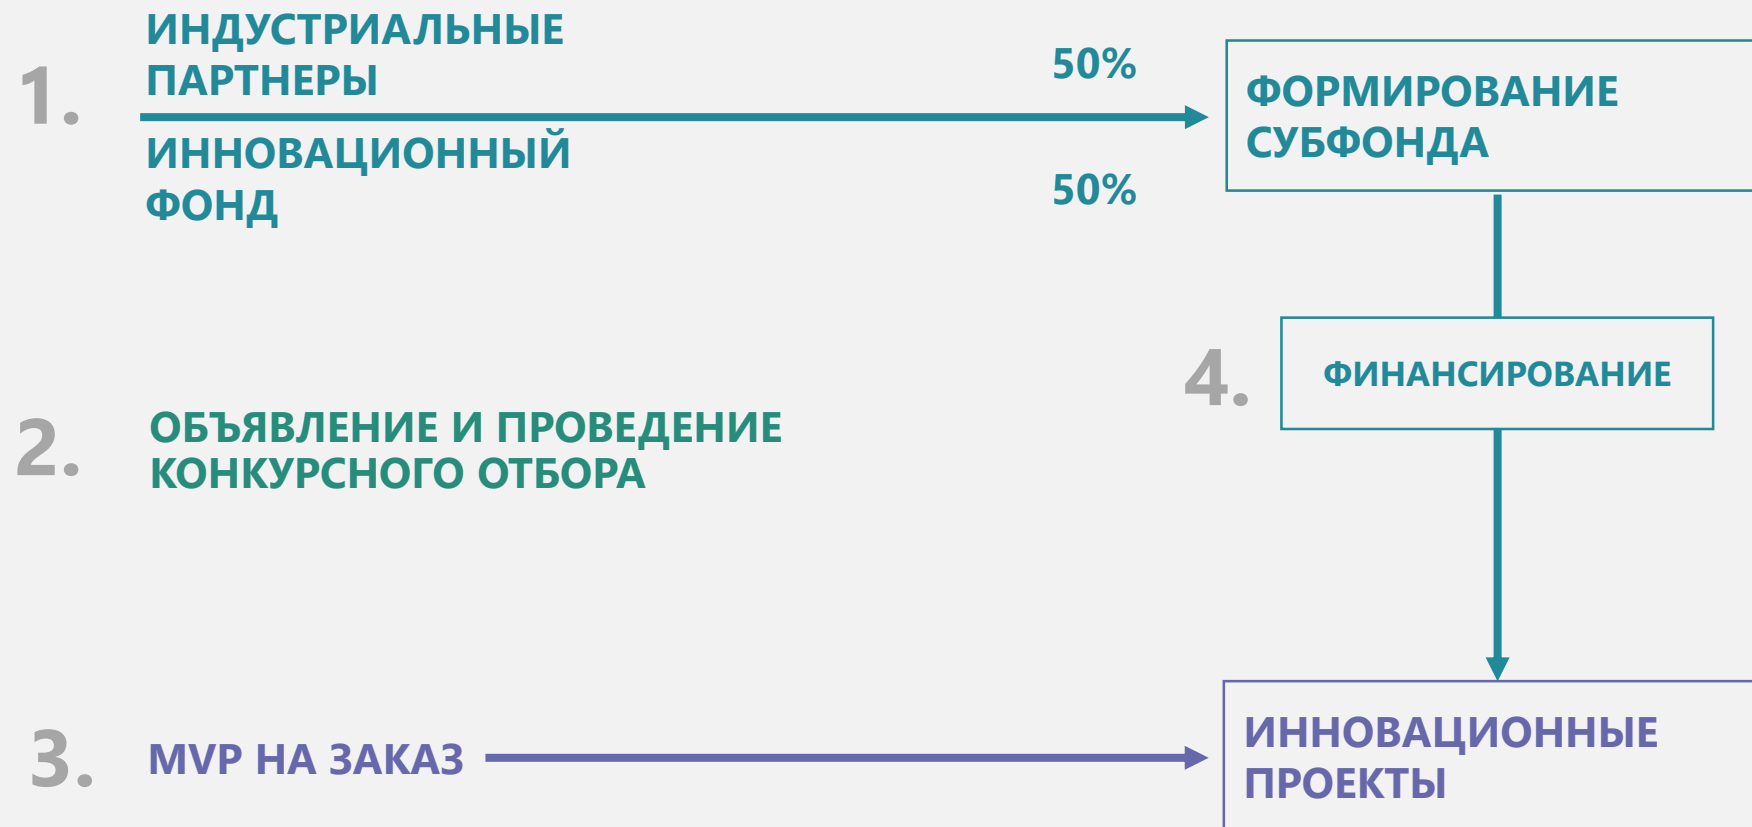 1.
ИНДУСТРИАЛЬНЫЕ
ПАРТНЕРЫ
50%
ИННОВАЦИОННЫЙ
ФОНД
50%
ФОРМИРОВАНИЕ
СУБФОНДА
2.
ОБЪЯВЛЕНИЕ И ПРОВЕДЕНИЕ
КОНКУРСНОГО ОТБОРА
4.
ФИНАНСИРОВАНИЕ
3.
MVP НА ЗАКАЗ
ИННОВАЦИОННЫЕ
ПРОЕКТЫ